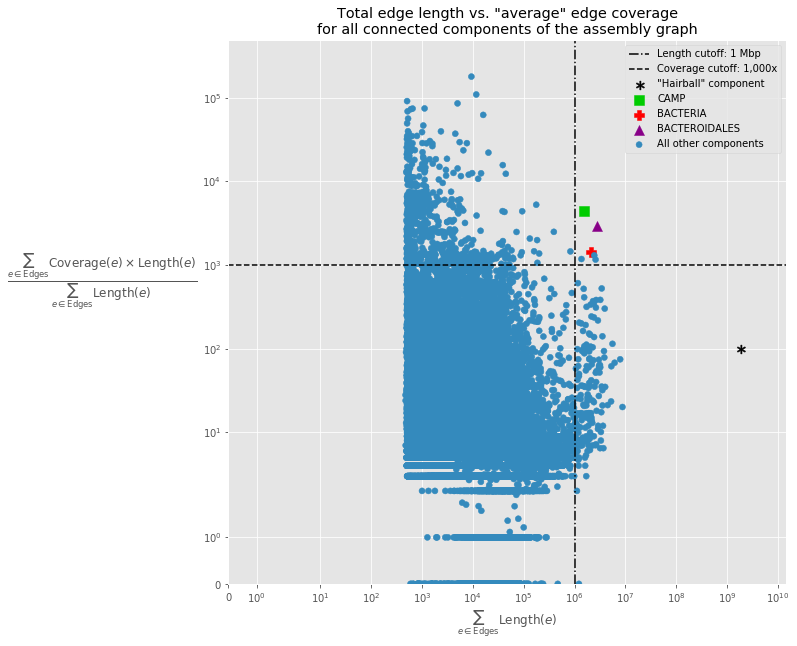 Total edge length vs. "average" edge coverage
for all connected components of the assembly graph
Length cutoff: 1 Mbp
Coverage cutoff: 1,000x
"Hairball" component
CAMP
BACTERIA
BACTEROIDALES
All other components
∑_{e∈Edges} Coverage(e) × Length(e)
∑_{e∈Edges} Length(e)
10⁵
10⁴
10³
10²
10¹
10⁰
0
0 10⁰ 10¹ 10² 10³ 10⁴ 10⁵ 10⁶ 10⁷ 10⁸ 10⁹ 10¹⁰
∑_{e∈Edges} Length(e)